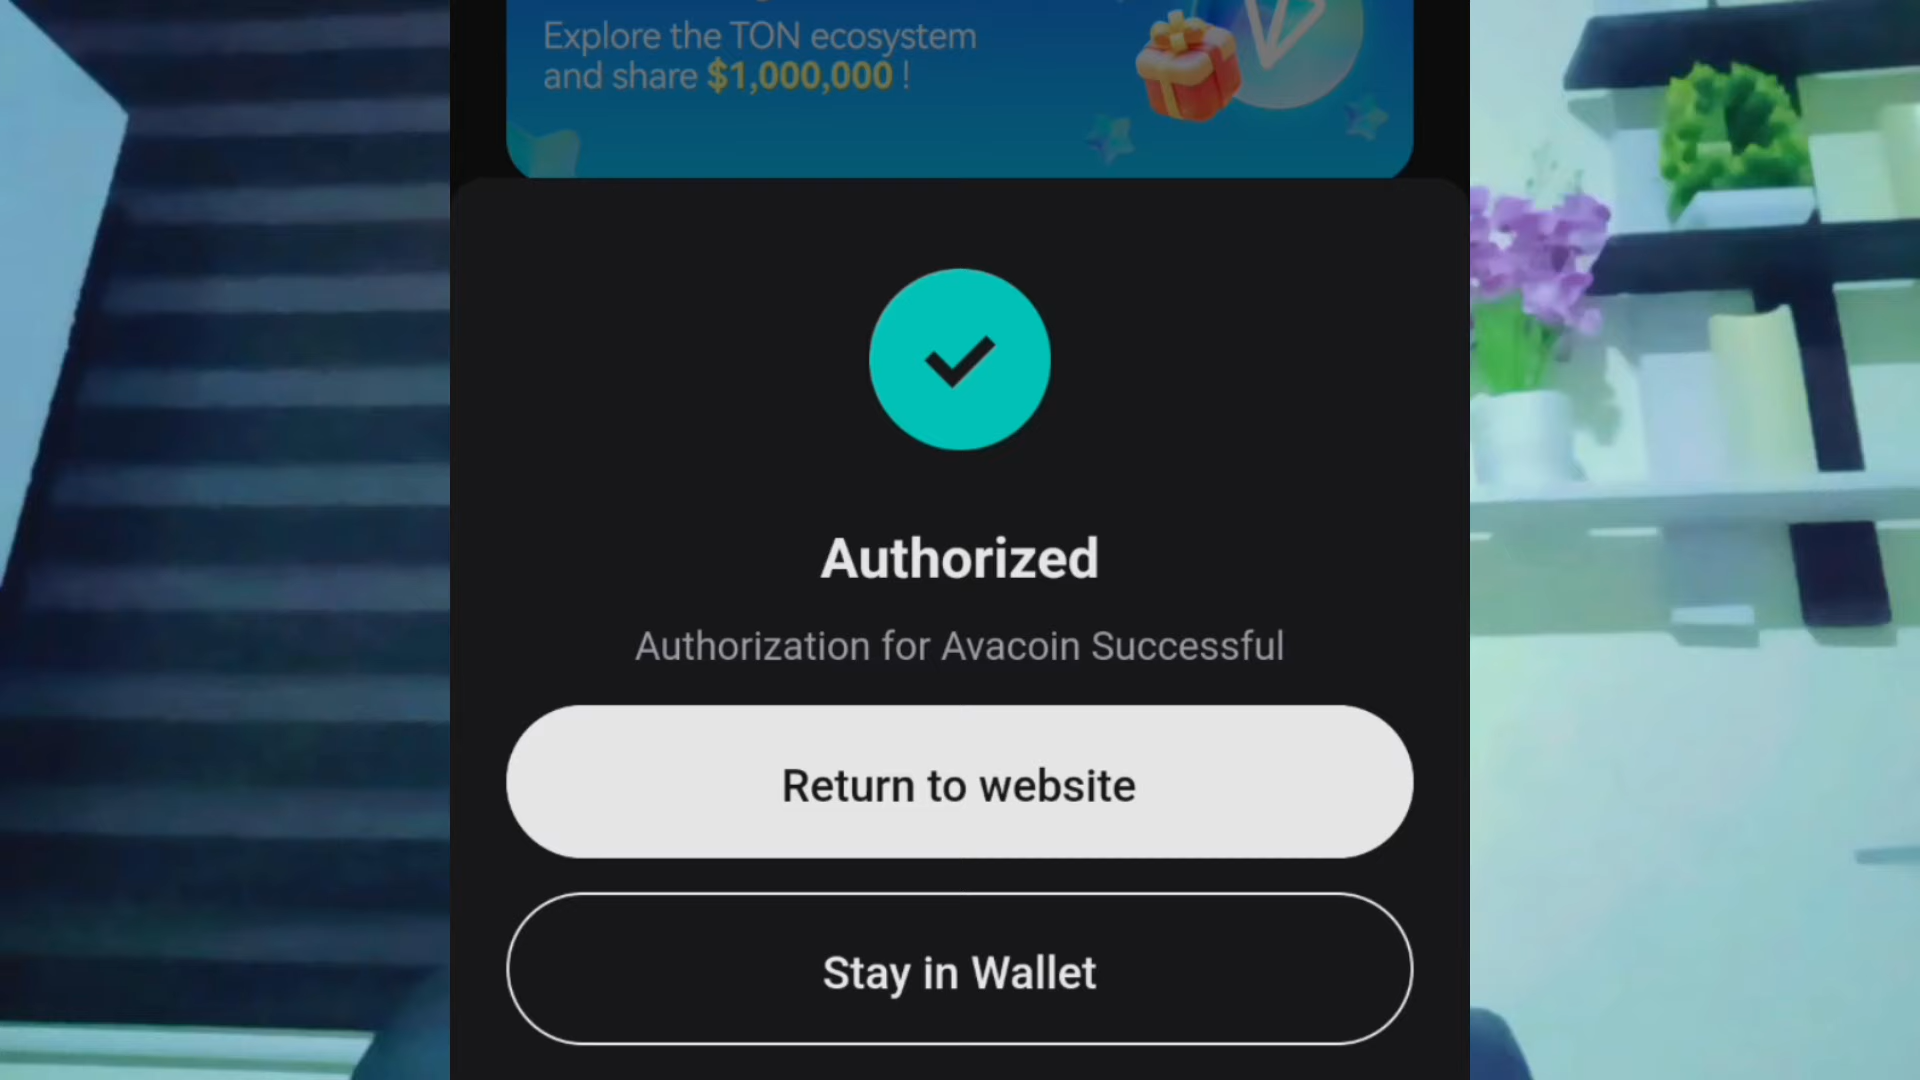 Explore the TON ecosystem
and share $1,000,000 !
Authorized
Authorization for Avacoin Successful
Return to website
Stay in Wallet